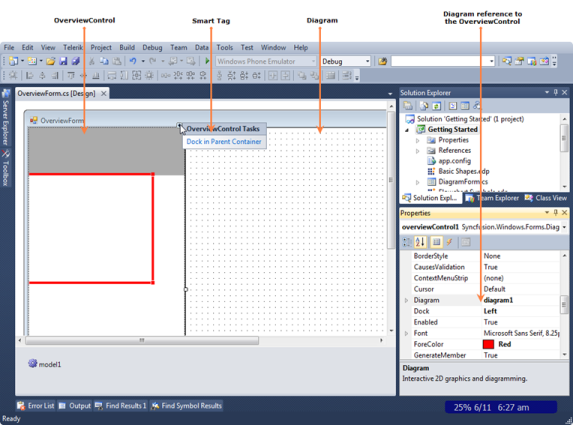 OverviewControl
Smart Tag
Diagram
Diagram reference to
the OverviewControl
File Edit View Telerik Project Build Debug Team Data Tools Test Window Help
Windows Phone Emulator Debug
OverviewForm.cs [Design]
Server Explorer
Toolbox
OverviewForm
OverviewControl Tasks
Dock in Parent Container
model1
Solution Explorer
Solution 'Getting Started' (1 project)
Getting Started
Properties
References
app.config
Basic Shapes.edp
DiagramForm.cs
Solution Expl... Team Explorer Class View
Properties
overviewControl1 Syncfusion.Windows.Forms.Diag
BorderStyle None
CausesValidation True
ContextMenuStrip (none)
Cursor Default
Diagram diagram1
Dock Left
Enabled True
Font Microsoft Sans Serif, 8.25p
ForeColor Red
GenerateMember True
Diagram
Interactive 2D graphics and diagramming.
Error List Output Find Results 1 Find Symbol Results
25% 6/11 6:27 am
Ready